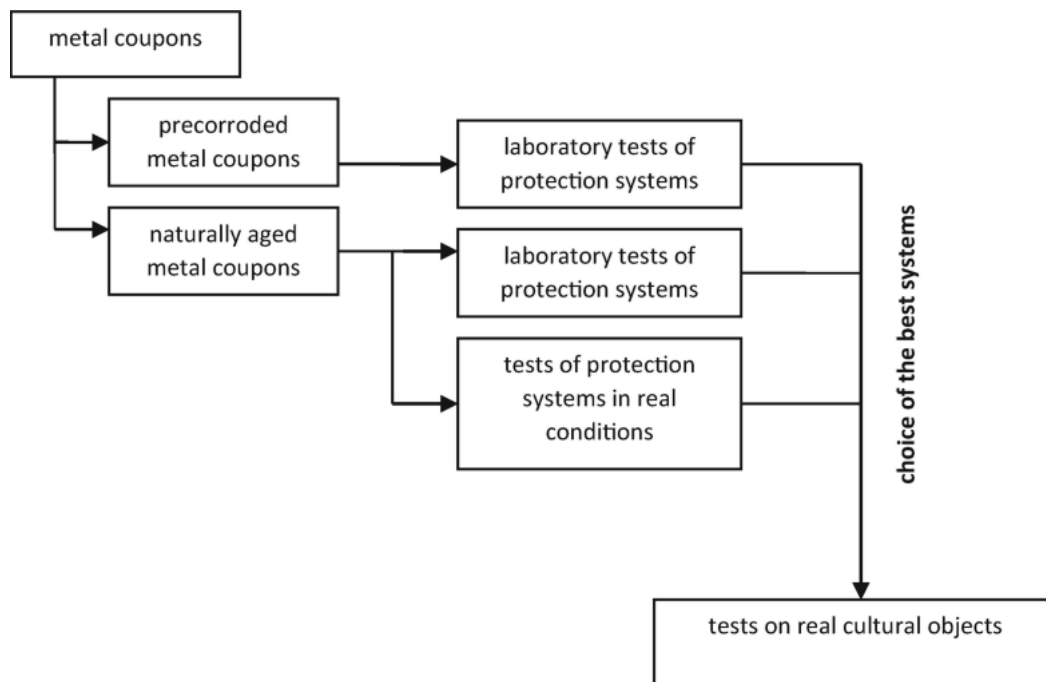 metal coupons
precorroded
metal coupons
laboratory tests of
protection systems
naturally aged
metal coupons
laboratory tests of
protection systems
tests of protection
systems in real
conditions
choice of the best systems
tests on real cultural objects